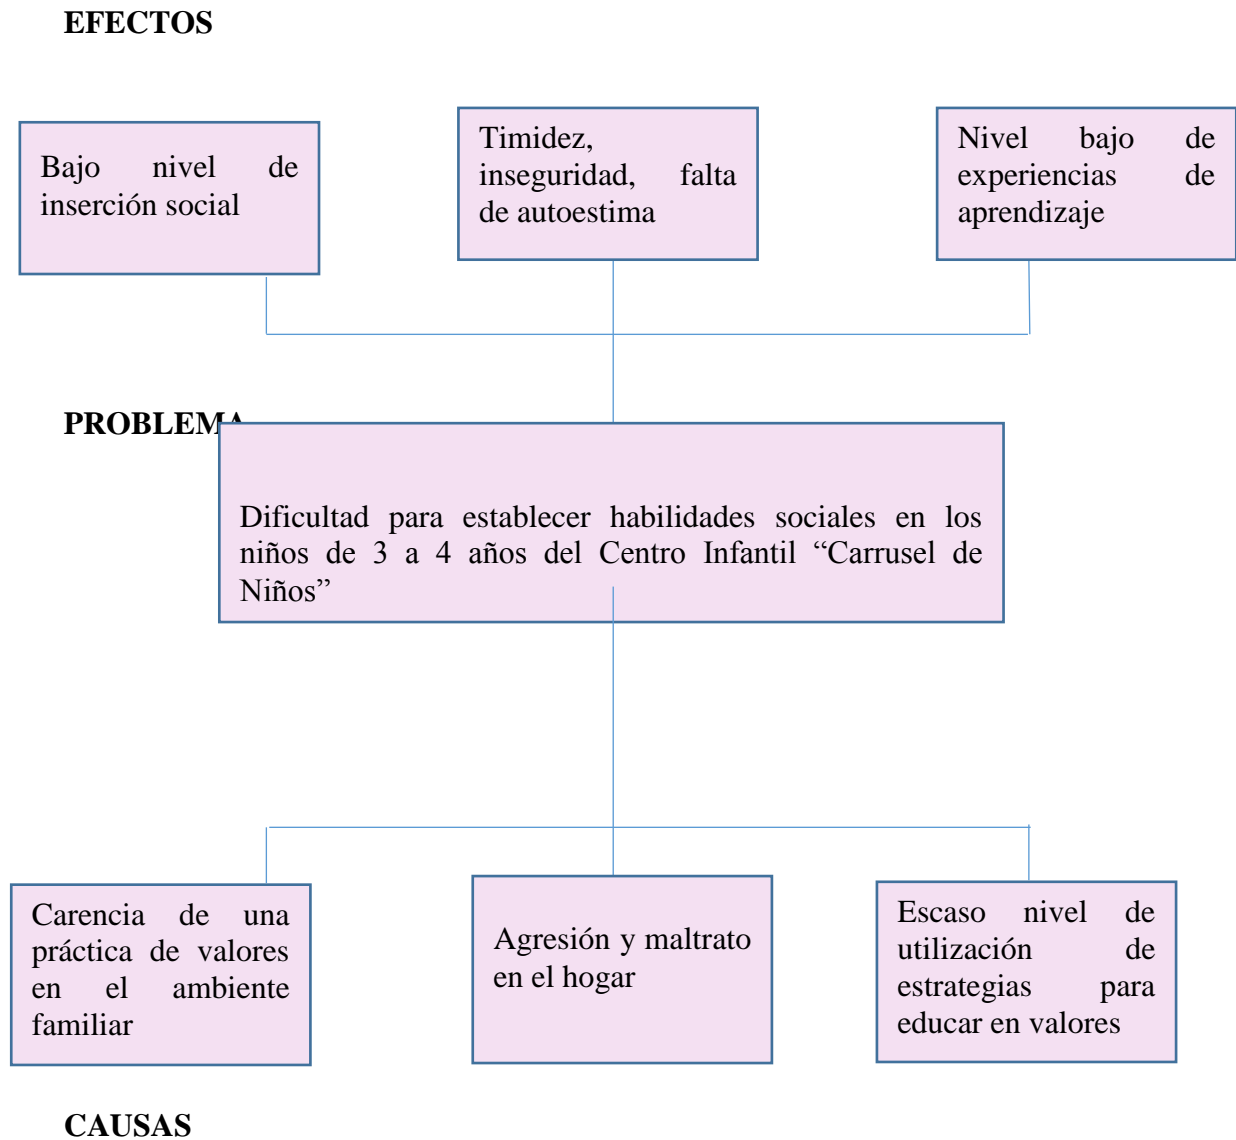 EFECTOS
Bajo nivel de
inserción social
Timidez,
inseguridad, falta
de autoestima
Nivel bajo de
experiencias de
aprendizaje
PROBLEMA
Dificultad para establecer habilidades sociales en los
niños de 3 a 4 años del Centro Infantil “Carrusel de
Niños”
Carencia de una
práctica de valores
en el ambiente
familiar
Agresión y maltrato
en el hogar
Escaso nivel de
utilización de
estrategias para
educar en valores
CAUSAS